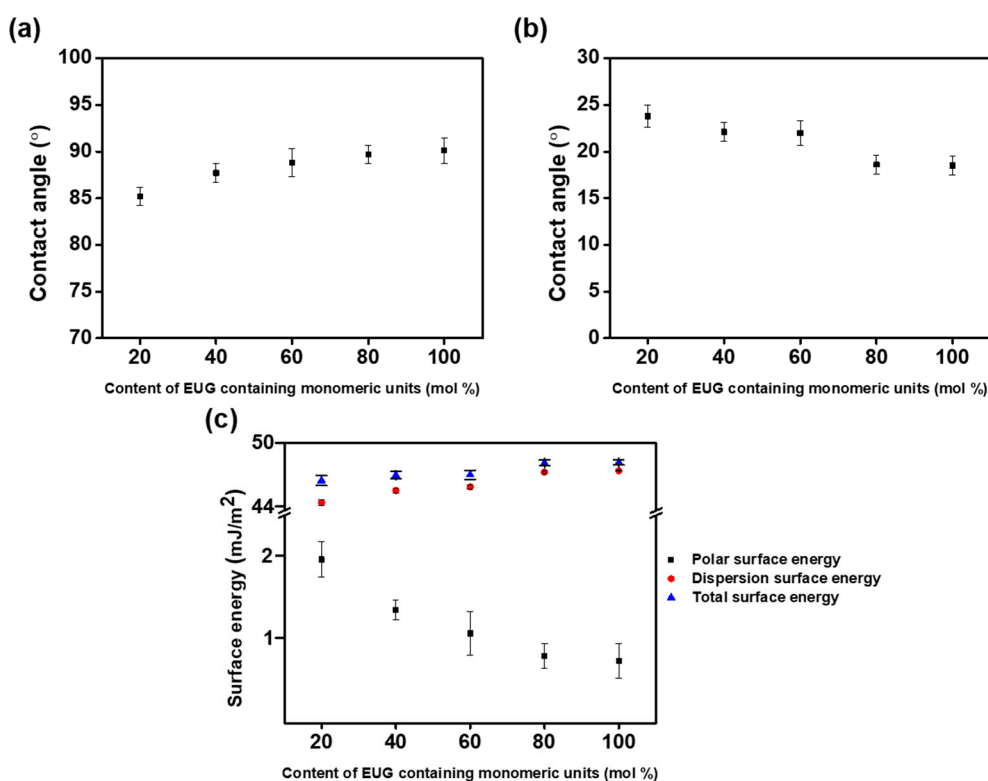 (a)
100
95
90
85
80
75
70
Contact angle (°)
20 40 60 80 100
Content of EUG containing monomeric units (mol %)
(b)
30
25
20
15
10
5
0
Contact angle (°)
20 40 60 80 100
Content of EUG containing monomeric units (mol %)
(c)
50
44
2
1
Surface energy (mJ/m²)
20 40 60 80 100
Content of EUG containing monomeric units (mol %)
Polar surface energy
Dispersion surface energy
Total surface energy